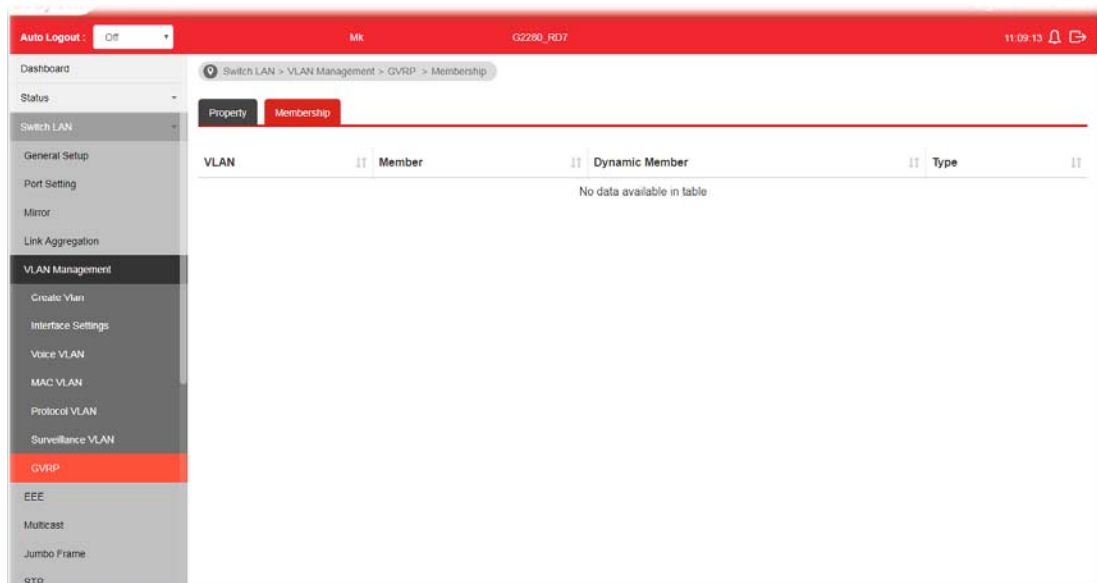 Auto Logout : Off Mk G2280_RD7 11:09:13
Dashboard
Status
Switch LAN
General Setup
Port Setting
Mirror
Link Aggregation
VLAN Management
Create Vlan
Interface Settings
Voice VLAN
MAC VLAN
Protocol VLAN
Surveillance VLAN
GVRP
EEE
Multicast
Jumbo Frame
STP
Switch LAN > VLAN Management > GVRP > Membership
Property Membership
VLAN Member Dynamic Member Type
No data available in table